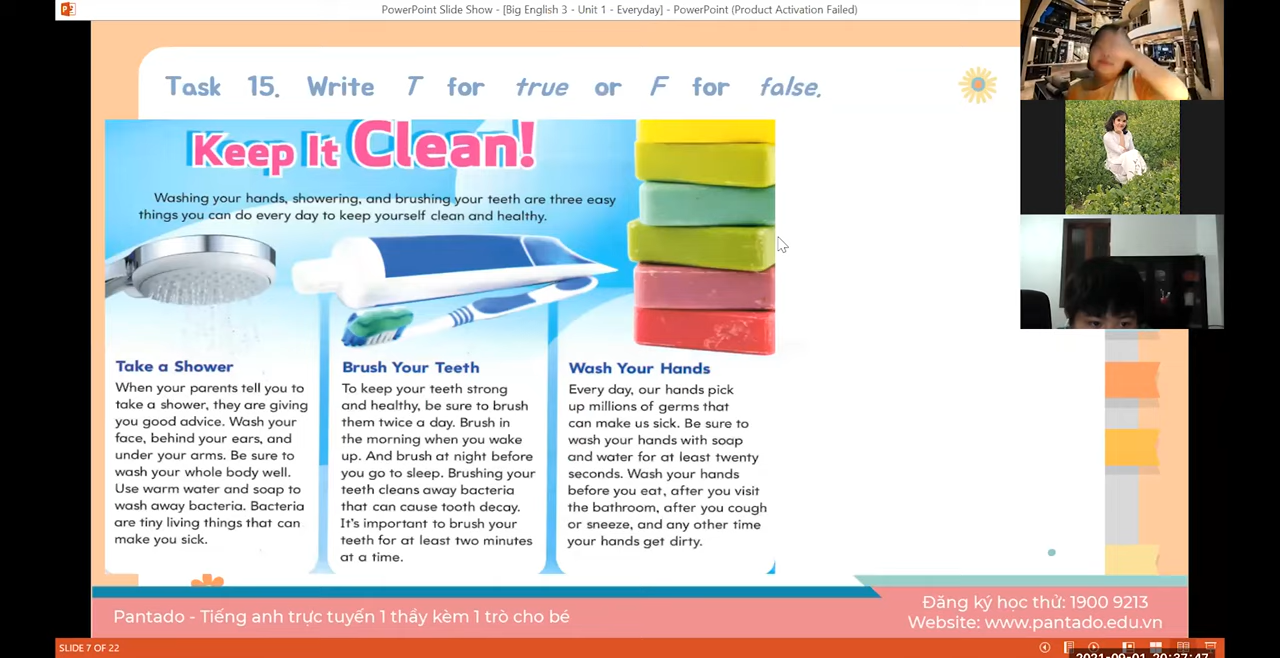 PowerPoint Slide Show - [Big English 3 - Unit 1 - Everyday] - PowerPoint (Product Activation Failed)
Task 15. Write T for true or F for false.
Keep It Clean!
Washing your hands, showering, and brushing your teeth are three easy
things you can do every day to keep yourself clean and healthy.
Take a Shower
When your parents tell you to
take a shower, they are giving
you good advice. Wash your
face, behind your ears, and
under your arms. Be sure to
wash your whole body well.
Use warm water and soap to
wash away bacteria. Bacteria
are tiny living things that can
make you sick.
Brush Your Teeth
To keep your teeth strong
and healthy, be sure to brush
them twice a day. Brush in
the morning when you wake
up. And brush at night before
you go to sleep. Brushing your
teeth cleans away bacteria
that can cause tooth decay.
It's important to brush your
teeth for at least two minutes
at a time.
Wash Your Hands
Every day, our hands pick
up millions of germs that
can make us sick. Be sure to
wash your hands with soap
and water for at least twenty
seconds. Wash your hands
before you eat, after you visit
the bathroom, after you cough
or sneeze, and any other time
your hands get dirty.
Pantado - Tiếng anh trực tuyến 1 thầy kèm 1 trò cho bé
Đăng ký học thử: 1900 9213
Website: www.pantado.edu.vn
SLIDE 7 OF 22
2021-09-01 20:37:47